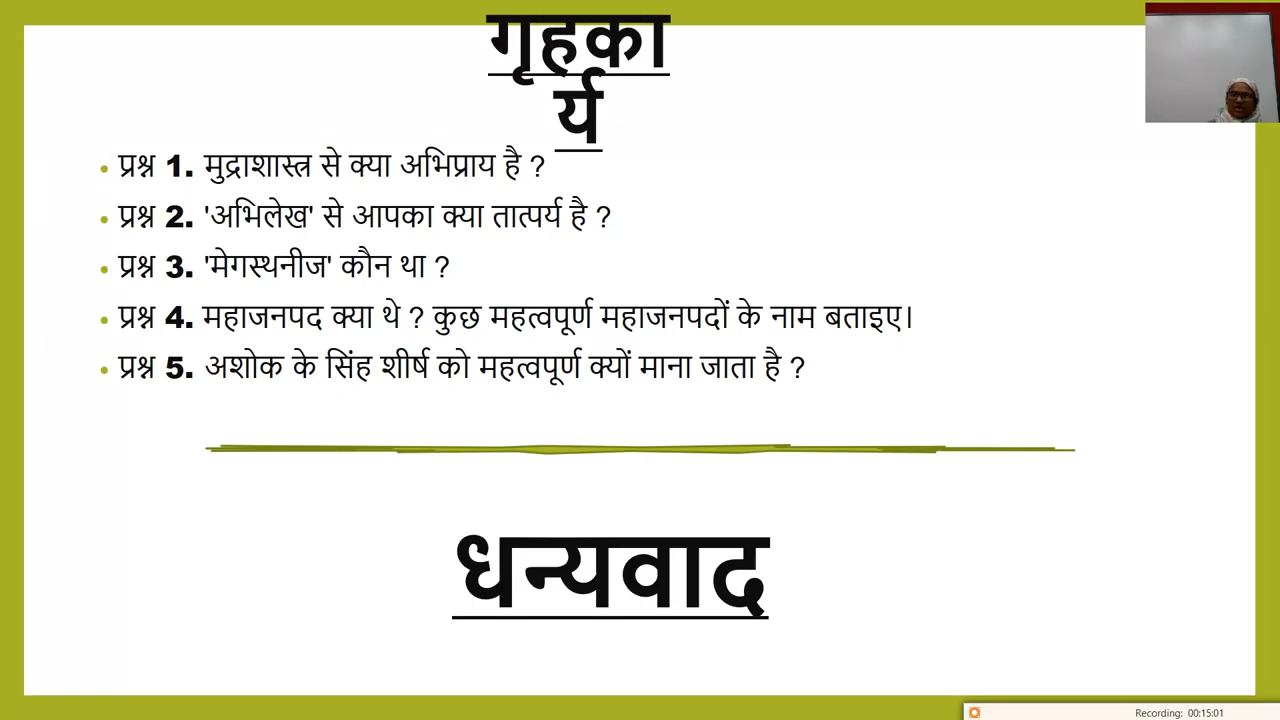 गृहका
र्य
• प्रश्न 1. मुद्राशास्त्र से क्या अभिप्राय है ?
• प्रश्न 2. 'अभिलेख' से आपका क्या तात्पर्य है ?
• प्रश्न 3. 'मेगस्थनीज' कौन था ?
• प्रश्न 4. महाजनपद क्या थे ? कुछ महत्वपूर्ण महाजनपदों के नाम बताइए।
• प्रश्न 5. अशोक के सिंह शीर्ष को महत्वपूर्ण क्यों माना जाता है ?
धन्यवाद
Recording: 00:15:01